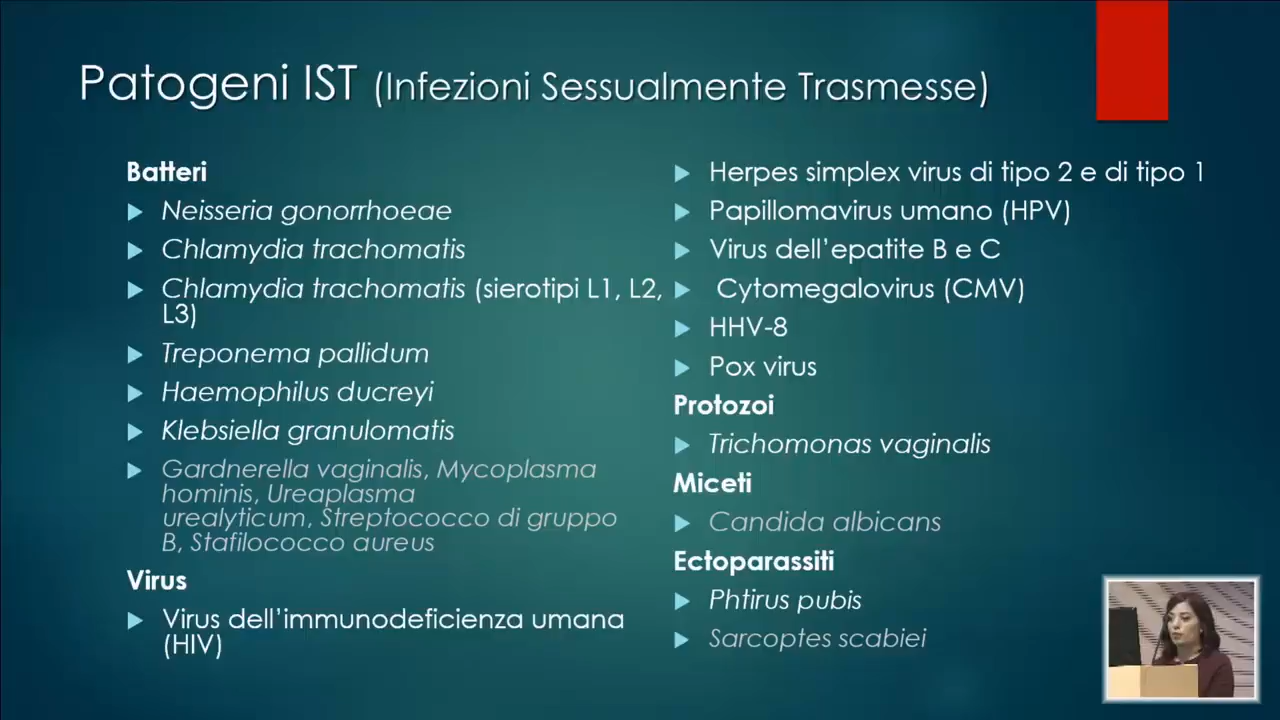 Patogeni IST (Infezioni Sessualmente Trasmesse)
Batteri
Neisseria gonorrhoeae
Chlamydia trachomatis
Chlamydia trachomatis (sierotipi L1, L2,
L3)
Treponema pallidum
Haemophilus ducreyi
Klebsiella granulomatis
Gardnerella vaginalis, Mycoplasma
hominis, Ureaplasma
urealyticum, Streptococco di gruppo
B, Stafilococco aureus
Virus
Virus dell'immunodeficienza umana
(HIV)
Herpes simplex virus di tipo 2 e di tipo 1
Papillomavirus umano (HPV)
Virus dell'epatite B e C
Cytomegalovirus (CMV)
HHV-8
Pox virus
Protozoi
Trichomonas vaginalis
Miceti
Candida albicans
Ectoparassiti
Phtirus pubis
Sarcoptes scabiei